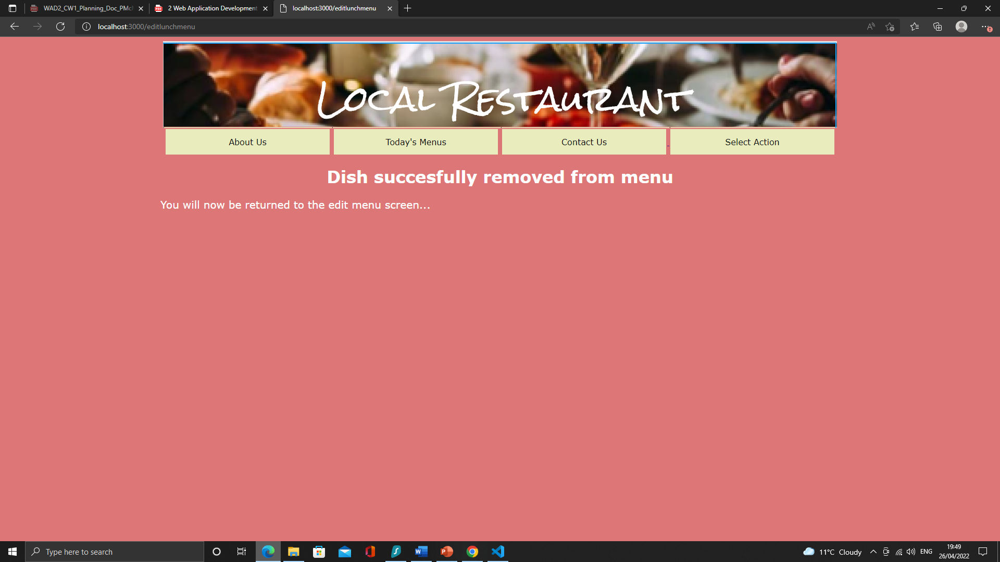 WAD2_CW1_Planning_Doc_PMc
2 Web Application Development
localhost:3000/editlunchmenu
localhost:3000/editlunchmenu
Local Restaurant
About Us
Today's Menus
Contact Us
Select Action
Dish succesfully removed from menu
You will now be returned to the edit menu screen...
Type here to search
11°C Cloudy
ENG
19:49
26/04/2022